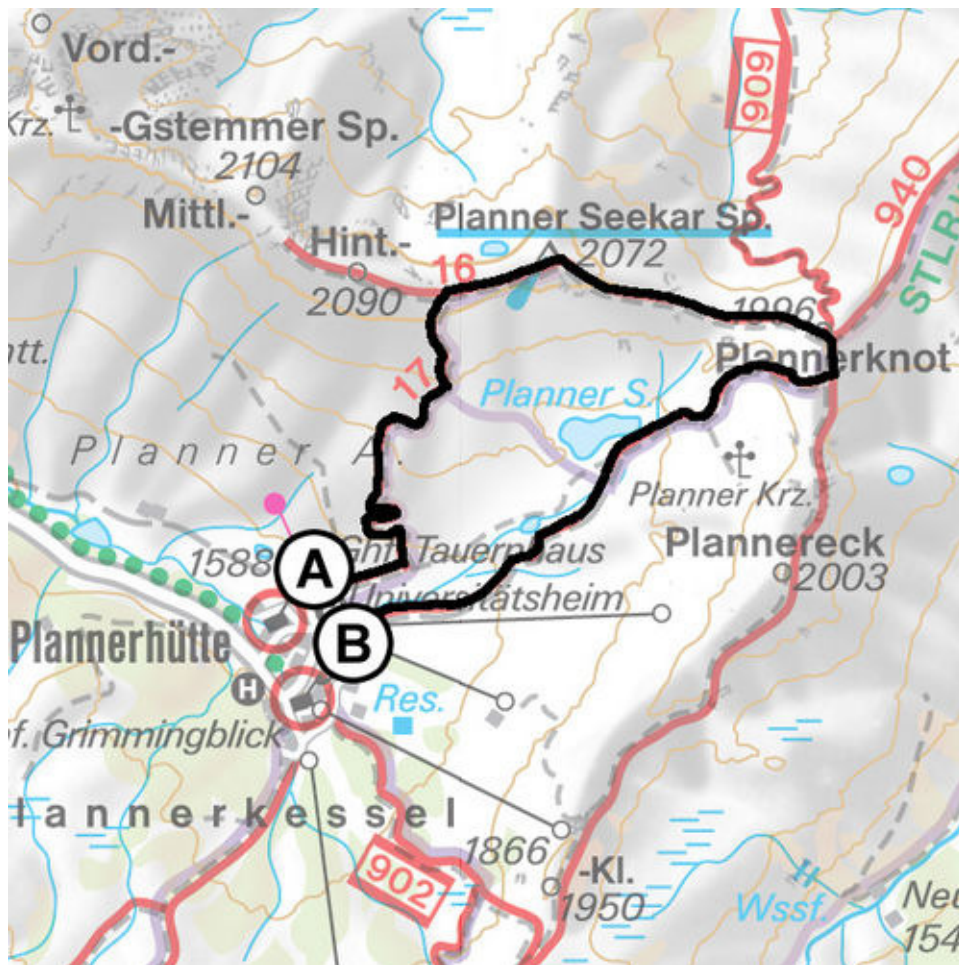 Vord.-
Krz.
-Gstemmer Sp.
2104
Mittl.-
Hint.-
2090
16
Planner Seekar Sp.
2072
609
940
1996
Plannerknot
17
Planner S.
Planner A.
Planner Krz.
Plannereck
2003
1588
A
Ghf. Tauernhaus
Universitätsheim
B
Plannerhütte
H
Res.
f. Grimmingblick
lannerkessel
902
1866
-Kl.
1950
Wssf.
Neu
154